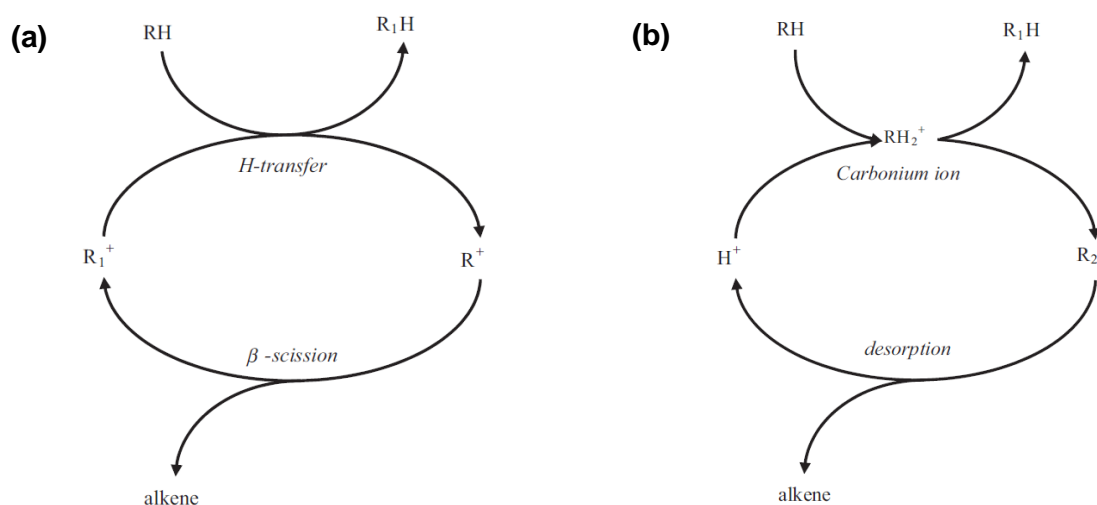 (a)
RH
R₁H
H-transfer
R₁⁺
R⁺
β -scission
alkene
(b)
RH
R₁H
RH₂⁺
Carbonium ion
H⁺
R₂
desorption
alkene